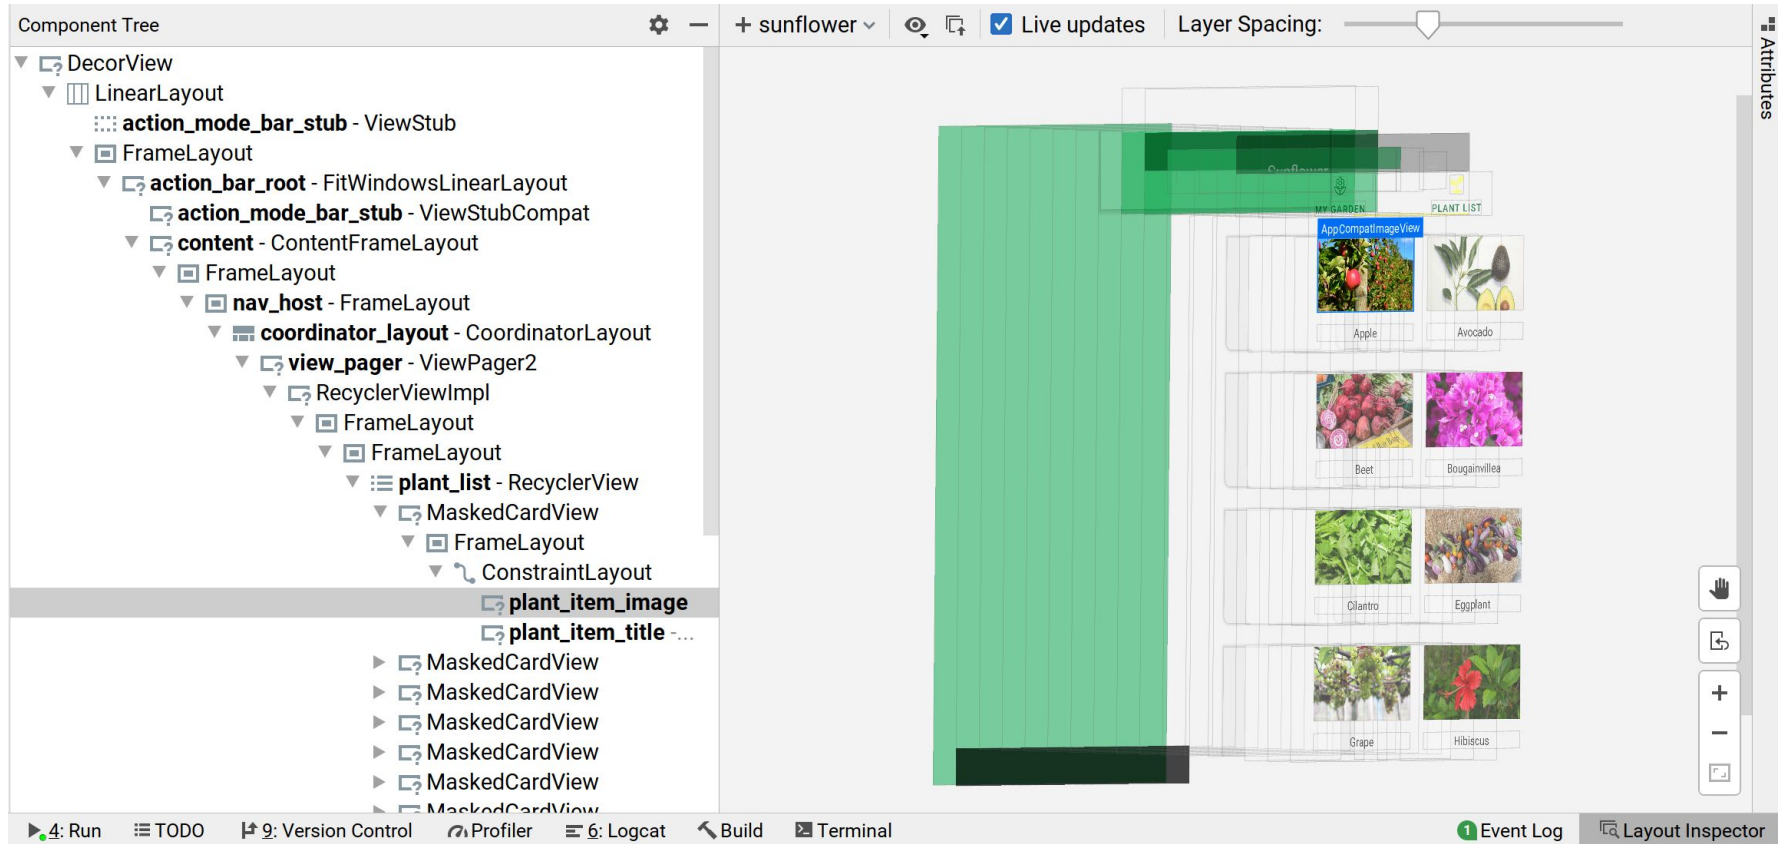 Component Tree
sunflower
Live updates
Layer Spacing:
Attributes
DecorView
LinearLayout
action_mode_bar_stub - ViewStub
FrameLayout
action_bar_root - FitWindowsLinearLayout
action_mode_bar_stub - ViewStubCompat
content - ContentFrameLayout
FrameLayout
nav_host - FrameLayout
coordinator_layout - CoordinatorLayout
view_pager - ViewPager2
RecyclerViewImpl
FrameLayout
FrameLayout
plant_list - RecyclerView
MaskedCardView
FrameLayout
ConstraintLayout
plant_item_image
plant_item_title -...
MaskedCardView
MaskedCardView
MaskedCardView
MaskedCardView
MaskedCardView
MaskedCardView
Sunflower
MY GARDEN
PLANT LIST
AppCompatImageView
Apple
Avocado
Beet
Bougainvillea
Cilantro
Eggplant
Grape
Hibiscus
4: Run
TODO
9: Version Control
Profiler
6: Logcat
Build
Terminal
1 Event Log
Layout Inspector